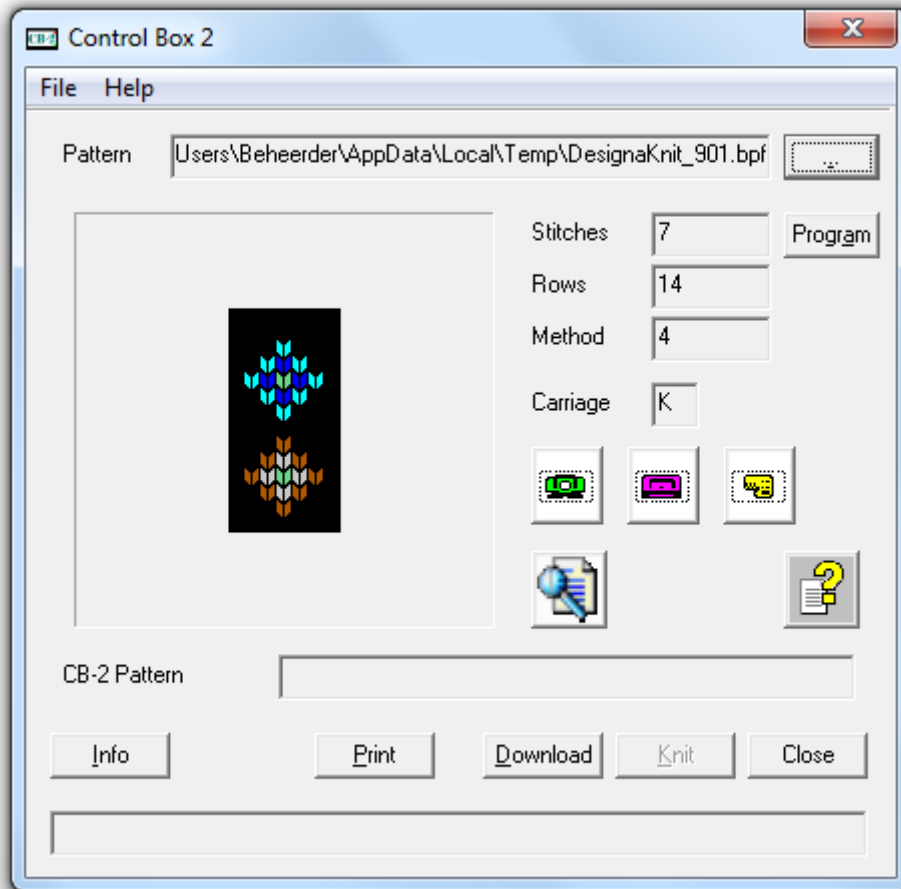 CB-2 Control Box 2
File Help
Pattern Users\Beheerder\AppData\Local\Temp\DesignaKnit_901.bpf ...
Stitches 7 Program
Rows 14
Method 4
Carriage K
CB-2 Pattern
Info Print Download Knit Close